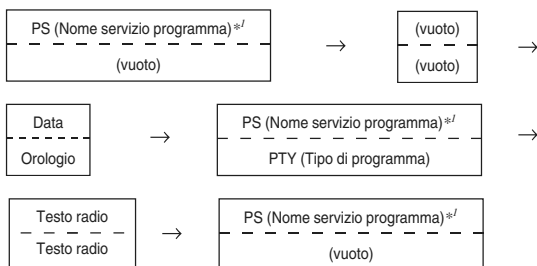 PS (Nome servizio programma)*1
(vuoto)
→
(vuoto)
(vuoto)
→
Data
Orologio
→
PS (Nome servizio programma)*1
PTY (Tipo di programma)
→
Testo radio
Testo radio
→
PS (Nome servizio programma)*1
(vuoto)